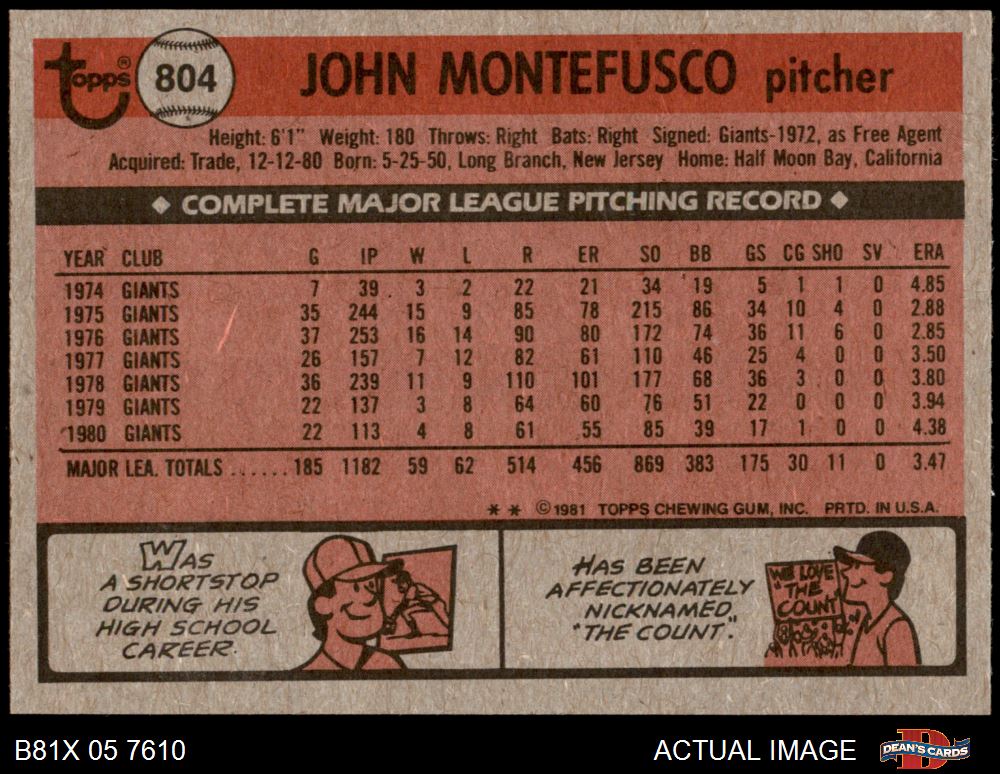 topps® 804 JOHN MONTEFUSCO pitcher
Height: 6'1" Weight: 180 Throws: Right Bats: Right Signed: Giants-1972, as Free Agent
Acquired: Trade, 12-12-80 Born: 5-25-50, Long Branch, New Jersey Home: Half Moon Bay, California
◆ COMPLETE MAJOR LEAGUE PITCHING RECORD ◆
YEAR CLUB G IP W L R ER SO BB GS CG SHO SV ERA
1974 GIANTS 7 39 3 2 22 21 34 19 5 1 1 0 4.85
1975 GIANTS 35 244 15 9 85 78 215 86 34 10 4 0 2.88
1976 GIANTS 37 253 16 14 90 80 172 74 36 11 6 0 2.85
1977 GIANTS 26 157 7 12 82 61 110 46 25 4 0 0 3.50
1978 GIANTS 36 239 11 9 110 101 177 68 36 3 0 0 3.80
1979 GIANTS 22 137 3 8 64 60 76 51 22 0 0 0 3.94
1980 GIANTS 22 113 4 8 61 55 85 39 17 1 0 0 4.38
MAJOR LEA. TOTALS ...... 185 1182 59 62 514 456 869 383 175 30 11 0 3.47
* * ©1981 TOPPS CHEWING GUM, INC. PRTD. IN U.S.A.
WAS
A SHORTSTOP
DURING HIS
HIGH SCHOOL
CAREER.
HAS BEEN
AFFECTIONATELY
NICKNAMED,
"THE COUNT".
WE LOVE
"THE
COUNT"
B81X 05 7610 ACTUAL IMAGE DEAN'S CARDS